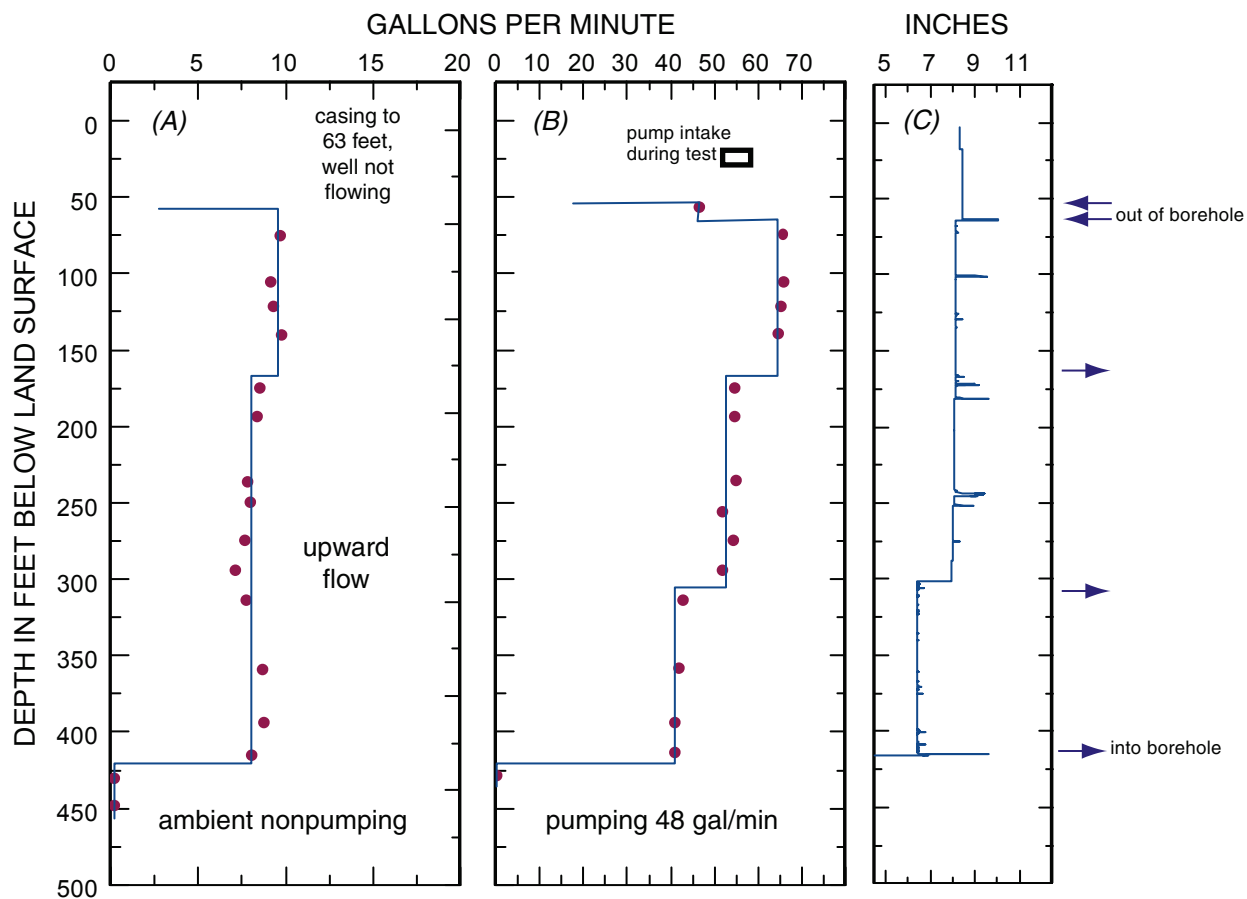 GALLONS PER MINUTE
INCHES
0 5 10 15 20
0 10 20 30 40 50 60 70
5 7 9 11
(A)
casing to
63 feet,
well not
flowing
(B)
pump intake
during test
(C)
DEPTH IN FEET BELOW LAND SURFACE
0
50
100
150
200
250
300
350
400
450
500
out of borehole
upward
flow
into borehole
ambient nonpumping
pumping 48 gal/min